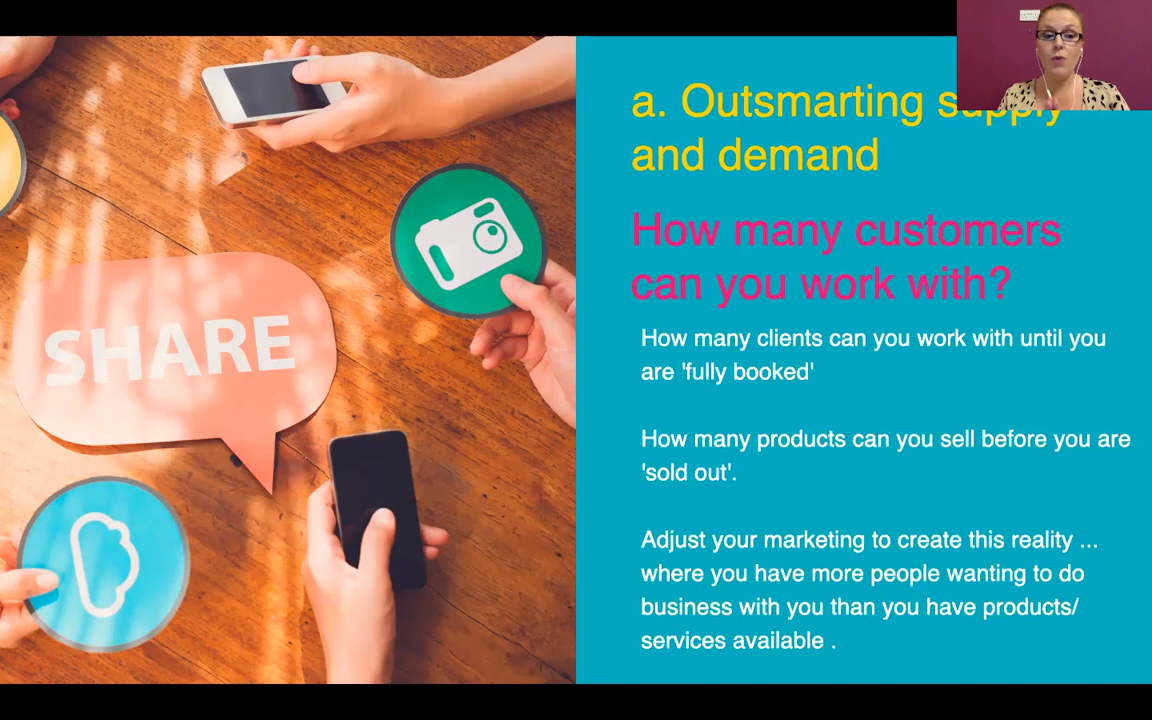 a. Outsmarting supply
and demand
How many customers
can you work with?
How many clients can you work with until you
are 'fully booked'
How many products can you sell before you are
'sold out'.
Adjust your marketing to create this reality ...
where you have more people wanting to do
business with you than you have products/
services available .
SHARE